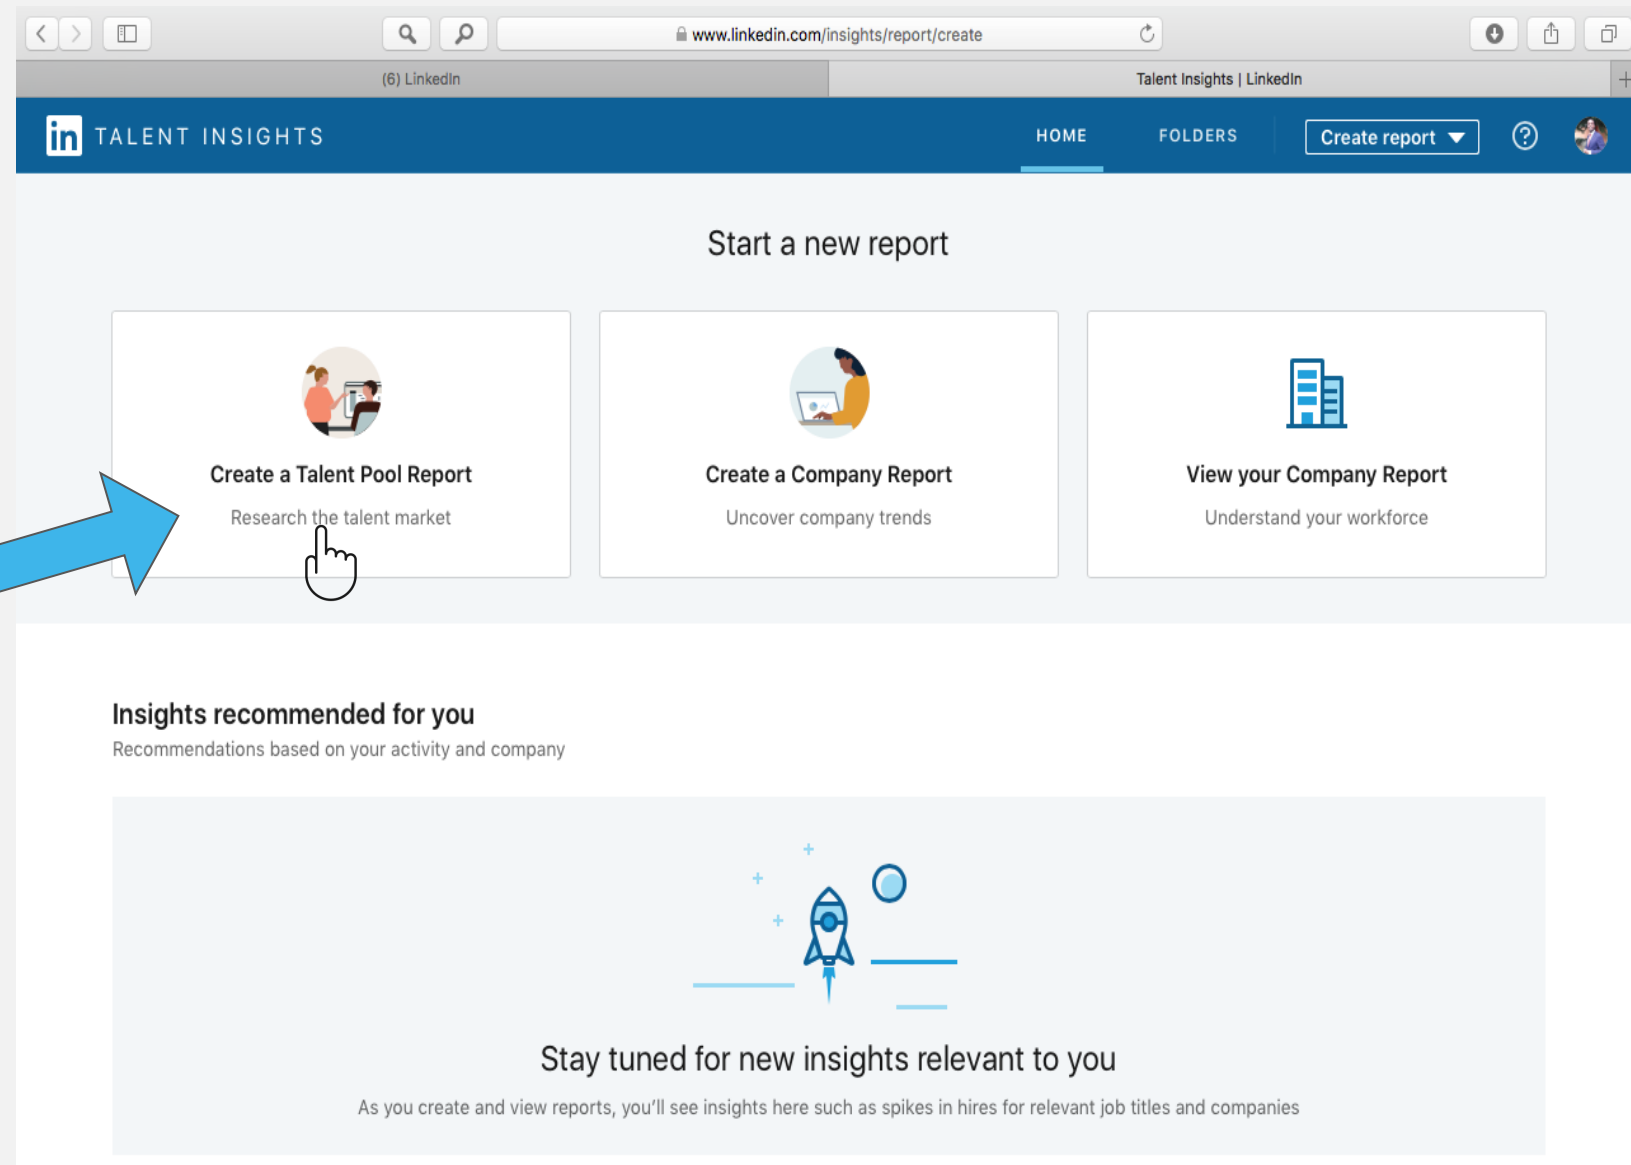 www.linkedin.com/insights/report/create
(6) LinkedIn
Talent Insights | LinkedIn
in TALENT INSIGHTS
HOME
FOLDERS
Create report
?
Start a new report
Create a Talent Pool Report
Research the talent market
Create a Company Report
Uncover company trends
View your Company Report
Understand your workforce
Insights recommended for you
Recommendations based on your activity and company
Stay tuned for new insights relevant to you
As you create and view reports, you'll see insights here such as spikes in hires for relevant job titles and companies